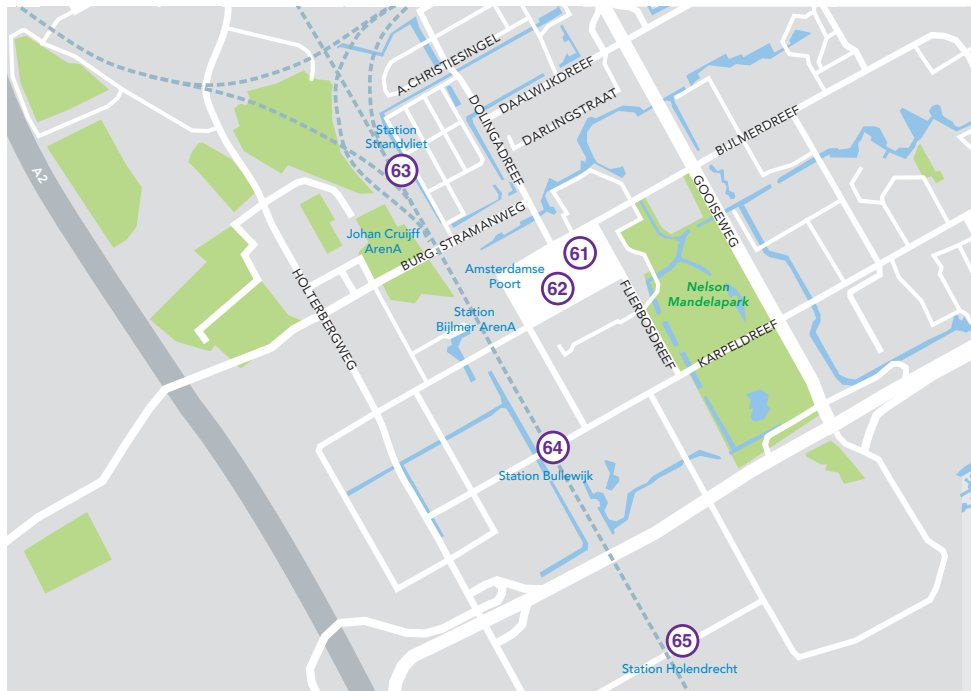 A.CHRISTIESINGEL
DAALWIJKDREEF
DOLINGADREEF
DARLINGSTRAAT
Station
Strandvliet
63
BIJLMERDREEF
A2
GOOISEWEG
BURG. STRAMANWEG
Johan Cruijff
ArenA
61
Amsterdamse
Poort
62
HOLTERBERGWEG
FLIERBOSDREEF
Nelson
Mandelapark
Station
Bijlmer ArenA
KARPELDREEF
64
Station Bullewijk
65
Station Holendrecht